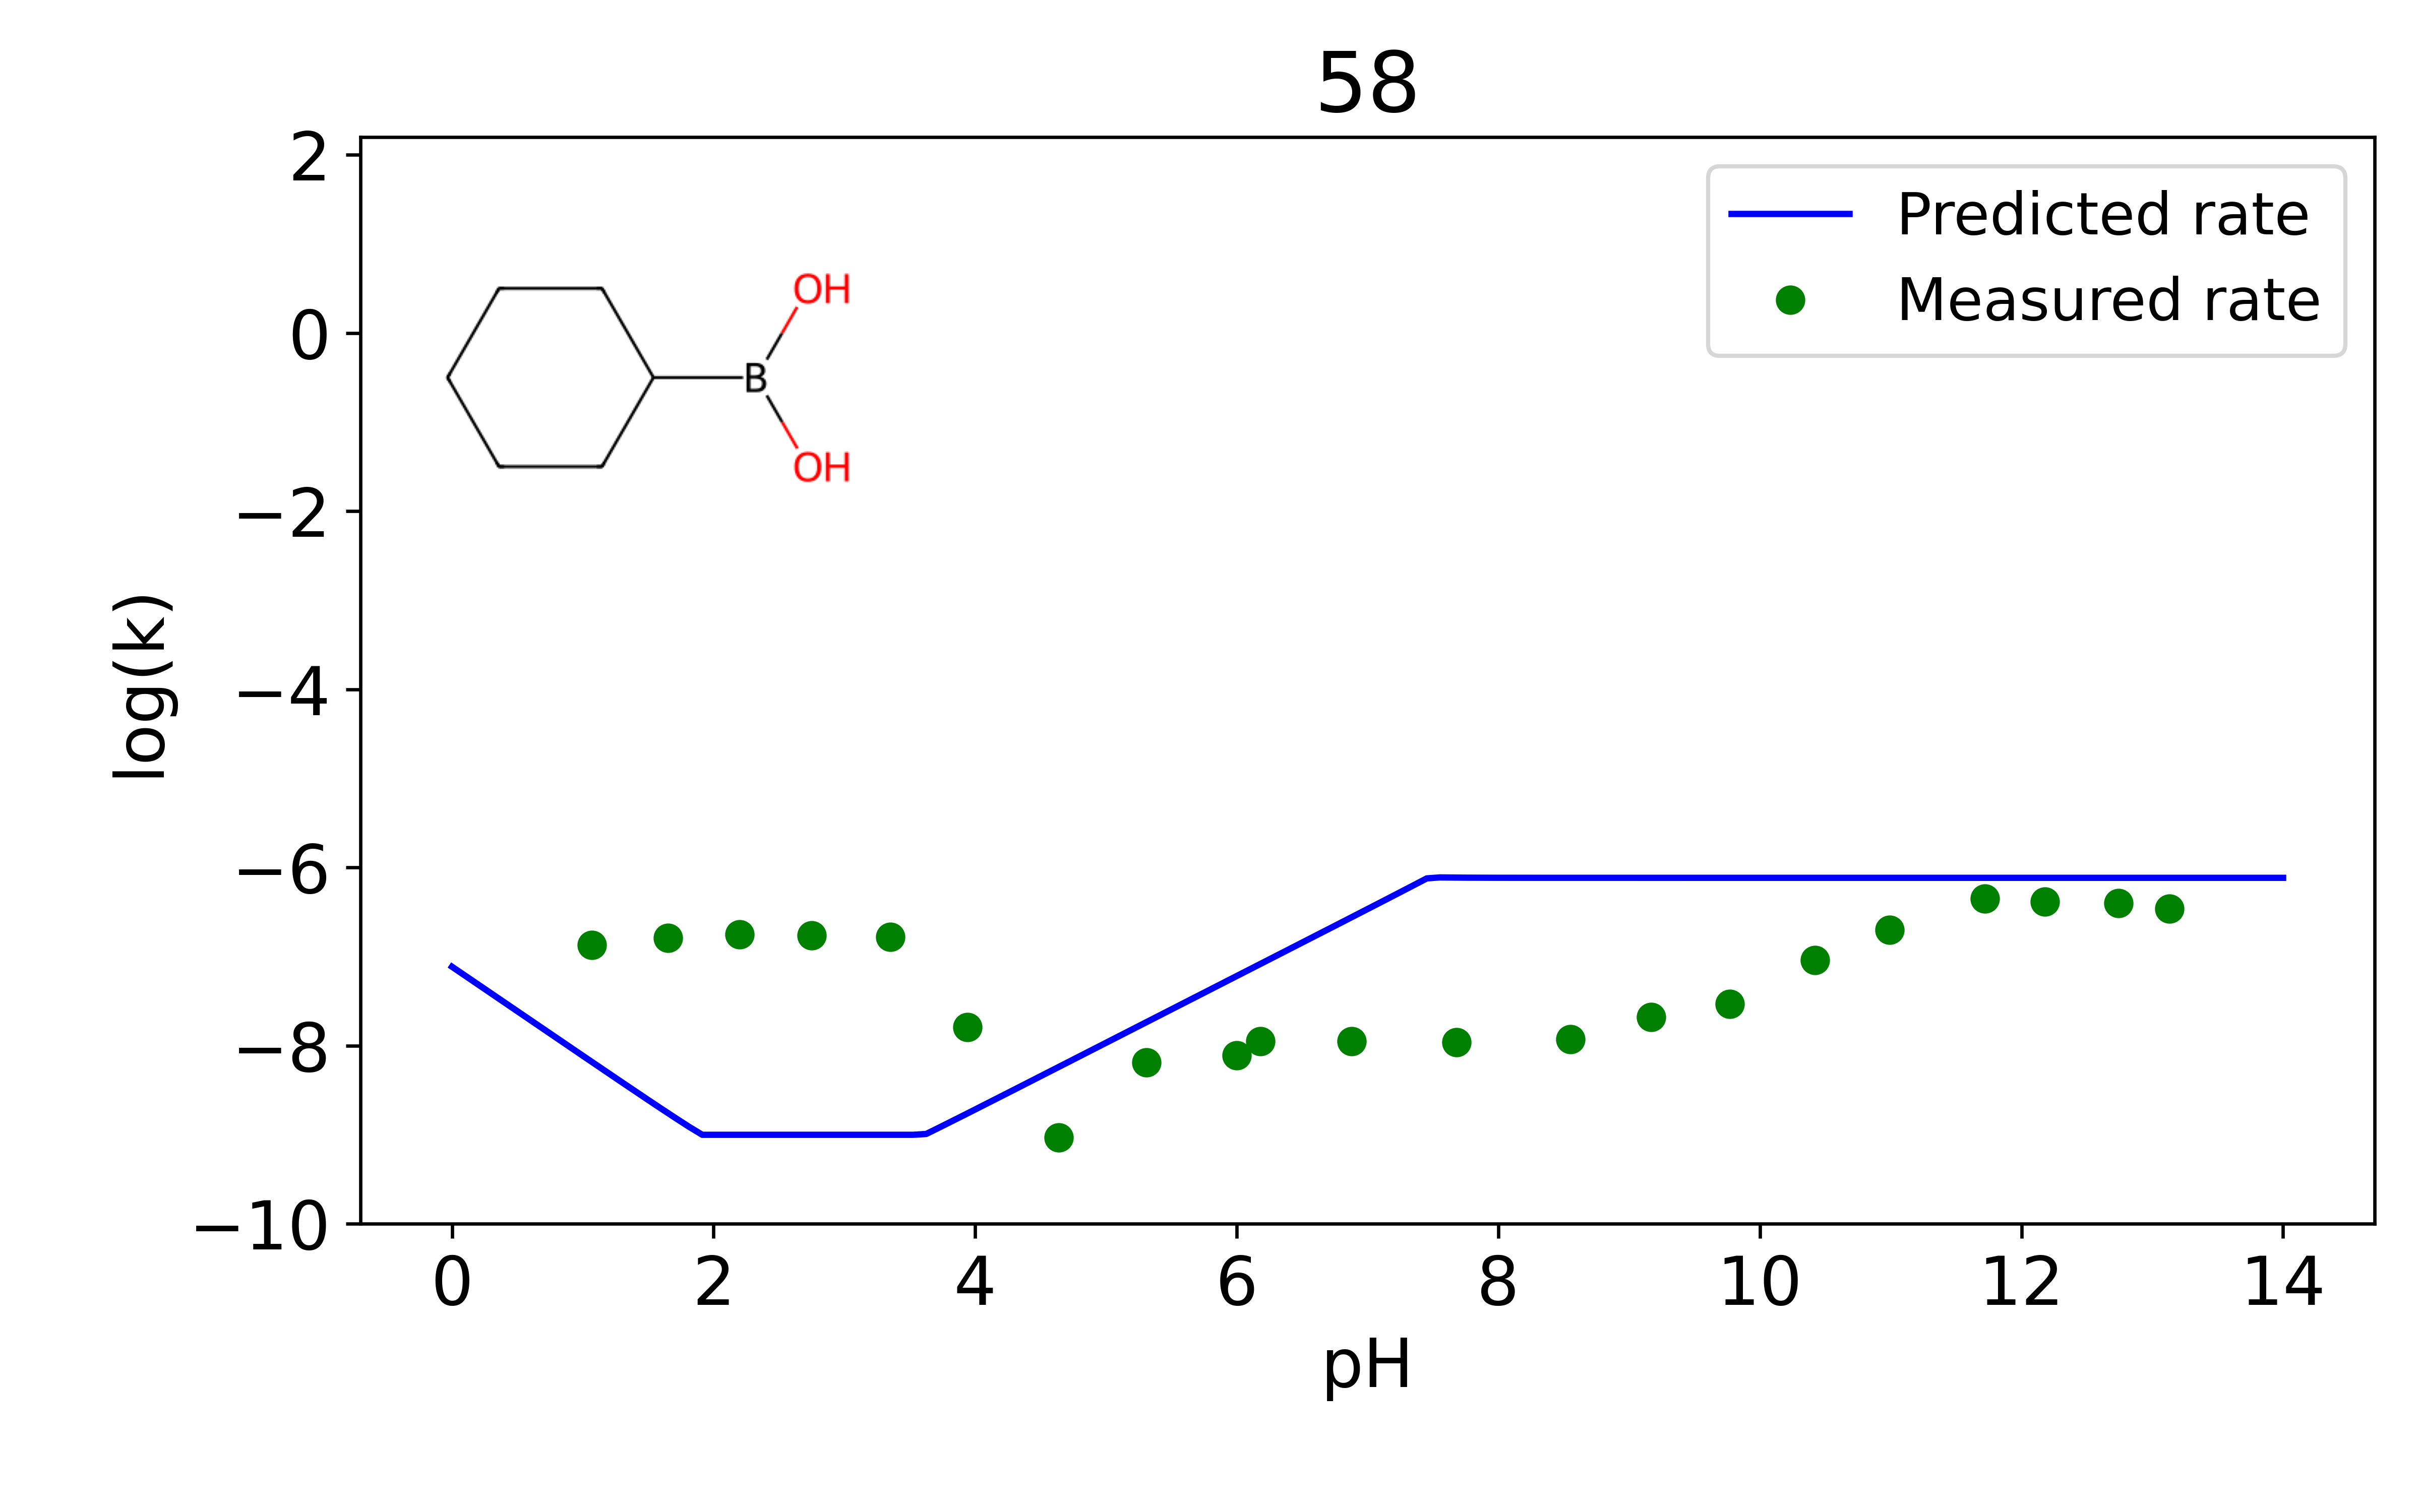 58
Predicted rate
Measured rate
OH
B
OH
log(k)
2
0
−2
−4
−6
−8
−10
0 2 4 6 8 10 12 14
pH